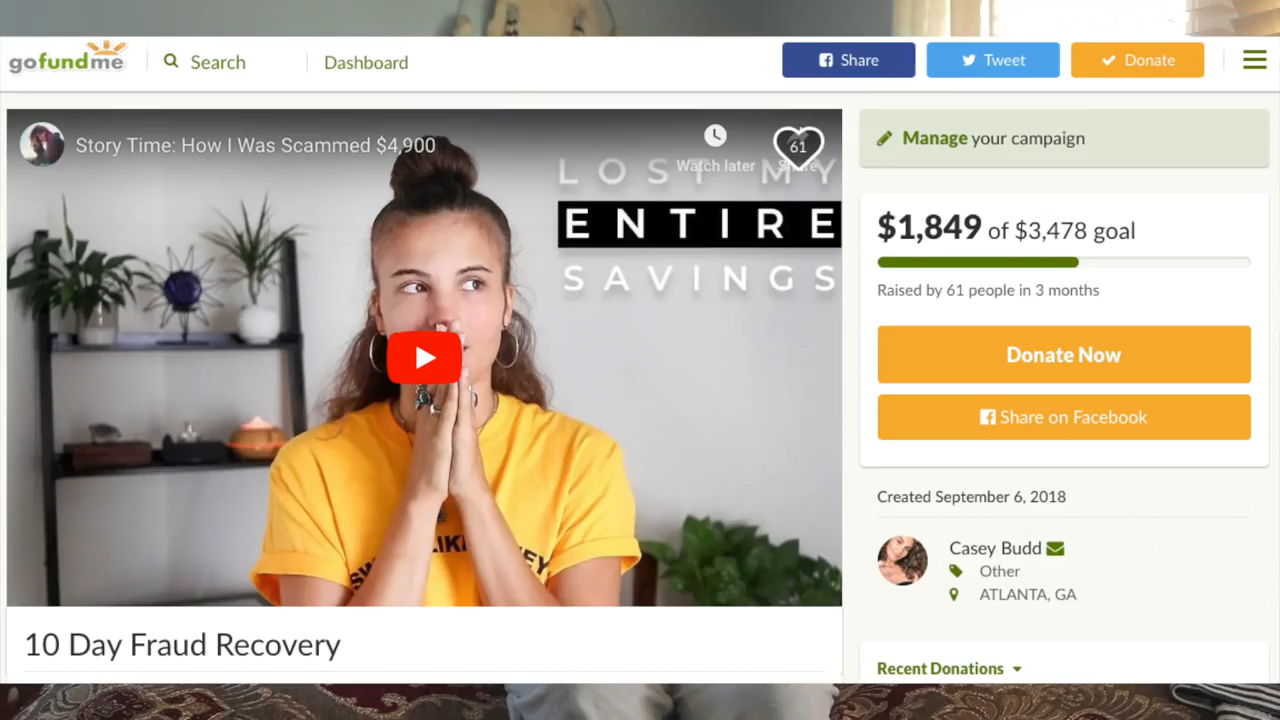 gofundme
Search
Dashboard
Share
Tweet
Donate
Story Time: How I Was Scammed $4,900
Watch later
Share
61
LOST MY
ENTIRE
SAVINGS
10 Day Fraud Recovery
Manage your campaign
$1,849 of $3,478 goal
Raised by 61 people in 3 months
Donate Now
Share on Facebook
Created September 6, 2018
Casey Budd
Other
ATLANTA, GA
Recent Donations